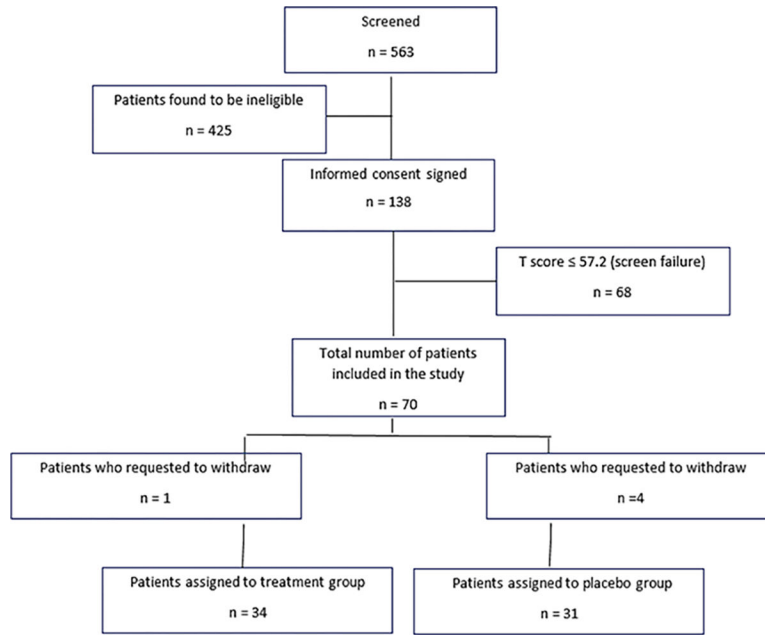 Screened
n = 563
Patients found to be ineligible
n = 425
Informed consent signed
n = 138
T score ≤ 57.2 (screen failure)
n = 68
Total number of patients
included in the study
n = 70
Patients who requested to withdraw
n = 1
Patients who requested to withdraw
n =4
Patients assigned to treatment group
n = 34
Patients assigned to placebo group
n = 31